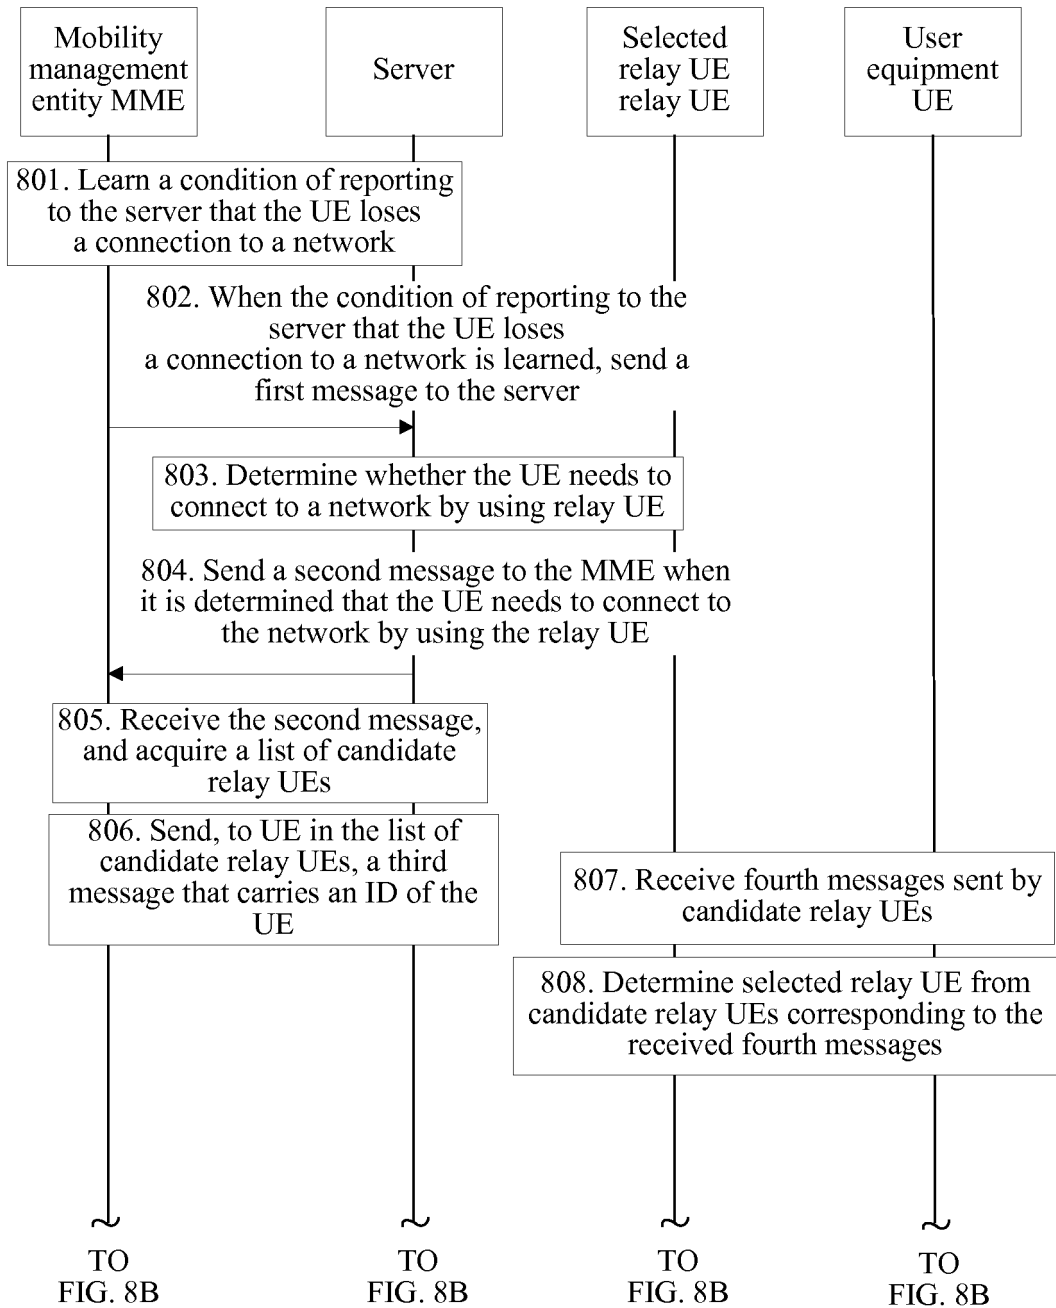 Mobility
management
entity MME
Server
Selected
relay UE
relay UE
User
equipment
UE
801. Learn a condition of reporting
to the server that the UE loses
a connection to a network
802. When the condition of reporting to the
server that the UE loses
a connection to a network is learned, send a
first message to the server
803. Determine whether the UE needs to
connect to a network by using relay UE
804. Send a second message to the MME when
it is determined that the UE needs to connect to
the network by using the relay UE
805. Receive the second message,
and acquire a list of candidate
relay UEs
806. Send, to UE in the list of
candidate relay UEs, a third
message that carries an ID of the
UE
807. Receive fourth messages sent by
candidate relay UEs
808. Determine selected relay UE from
candidate relay UEs corresponding to the
received fourth messages
TO
FIG. 8B
TO
FIG. 8B
TO
FIG. 8B
TO
FIG. 8B